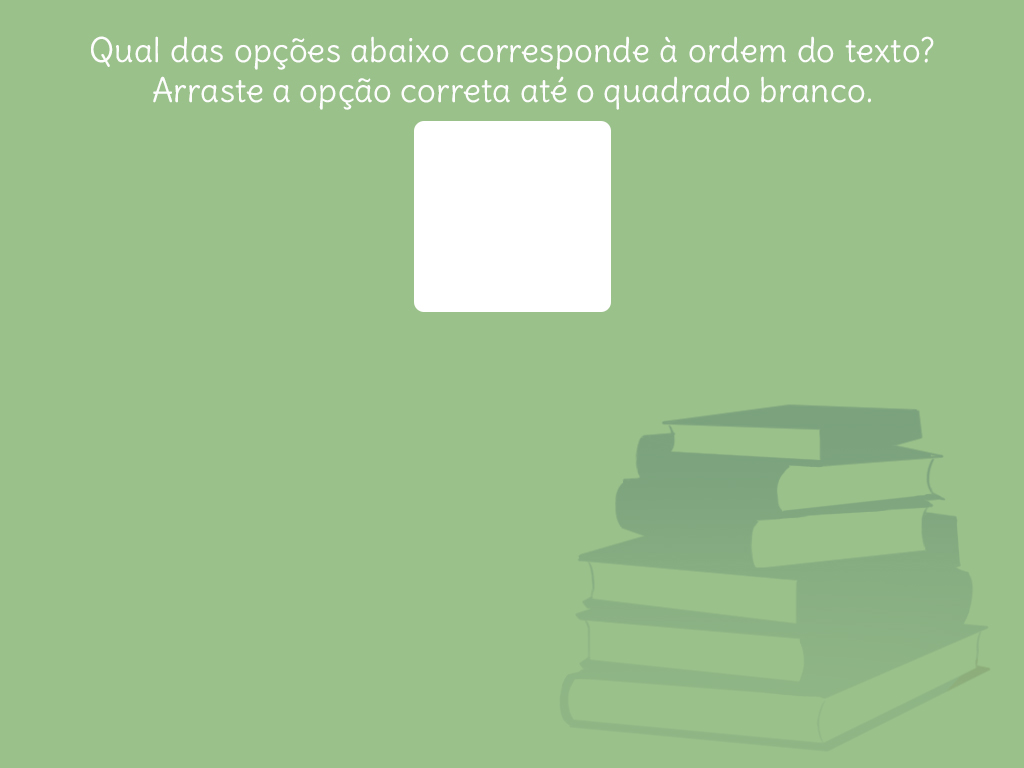 Qual das opções abaixo corresponde à ordem do texto?
Arraste a opção correta até o quadrado branco.